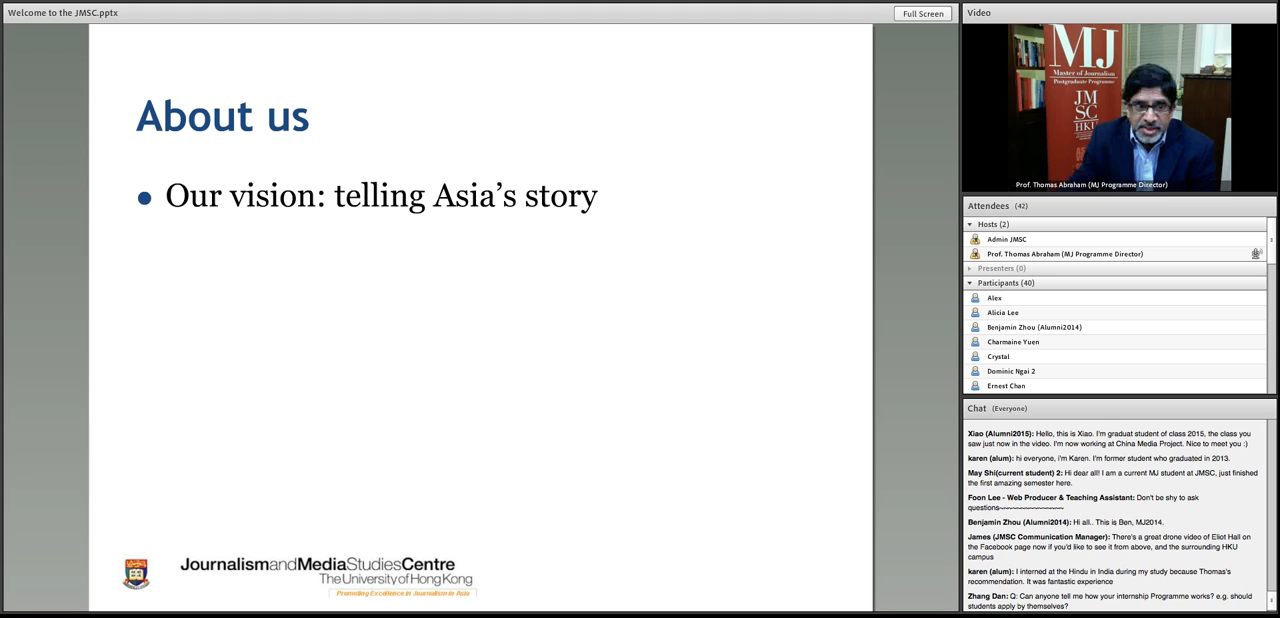 Welcome to the JMSC.pptx
Full Screen
About us
• Our vision: telling Asia's story
JournalismandMediaStudiesCentre
The University of Hong Kong
Promoting Excellence in Journalism in Asia
Video
MJ
Master of Journalism
Postgraduate Programme
JM
SC
HKU
Prof. Thomas Abraham (MJ Programme Director)
Attendees (42)
Hosts (2)
Admin JMSC
Prof. Thomas Abraham (MJ Programme Director)
Presenters (0)
Participants (40)
Alex
Alicia Lee
Benjamin Zhou (Alumni2014)
Charmaine Yuen
Crystal
Dominic Ngai 2
Ernest Chan
Chat (Everyone)
Xiao (Alumni2015): Hello, this is Xiao. I'm graduat student of class 2015, the class you
saw just now in the video. I'm now working at China Media Project. Nice to meet you :)
karen (alum): hi everyone, i'm Karen. I'm former student who graduated in 2013.
May Shi(current student) 2: Hi dear all! I am a current MJ student at JMSC, just finished
the first amazing semester here.
Foon Lee - Web Producer & Teaching Assistant: Don't be shy to ask
questions~~~~~~~~~~~~~~~~
Benjamin Zhou (Alumni2014): Hi all.. This is Ben, MJ2014.
James (JMSC Communication Manager): There's a great drone video of Eliot Hall on
the Facebook page now if you'd like to see it from above, and the surrounding HKU
campus
karen (alum): I interned at the Hindu in India during my study because Thomas's
recommendation. It was fantastic experience
Zhang Dan: Q: Can anyone tell me how your internship Programme works? e.g. should
students apply by themselves?